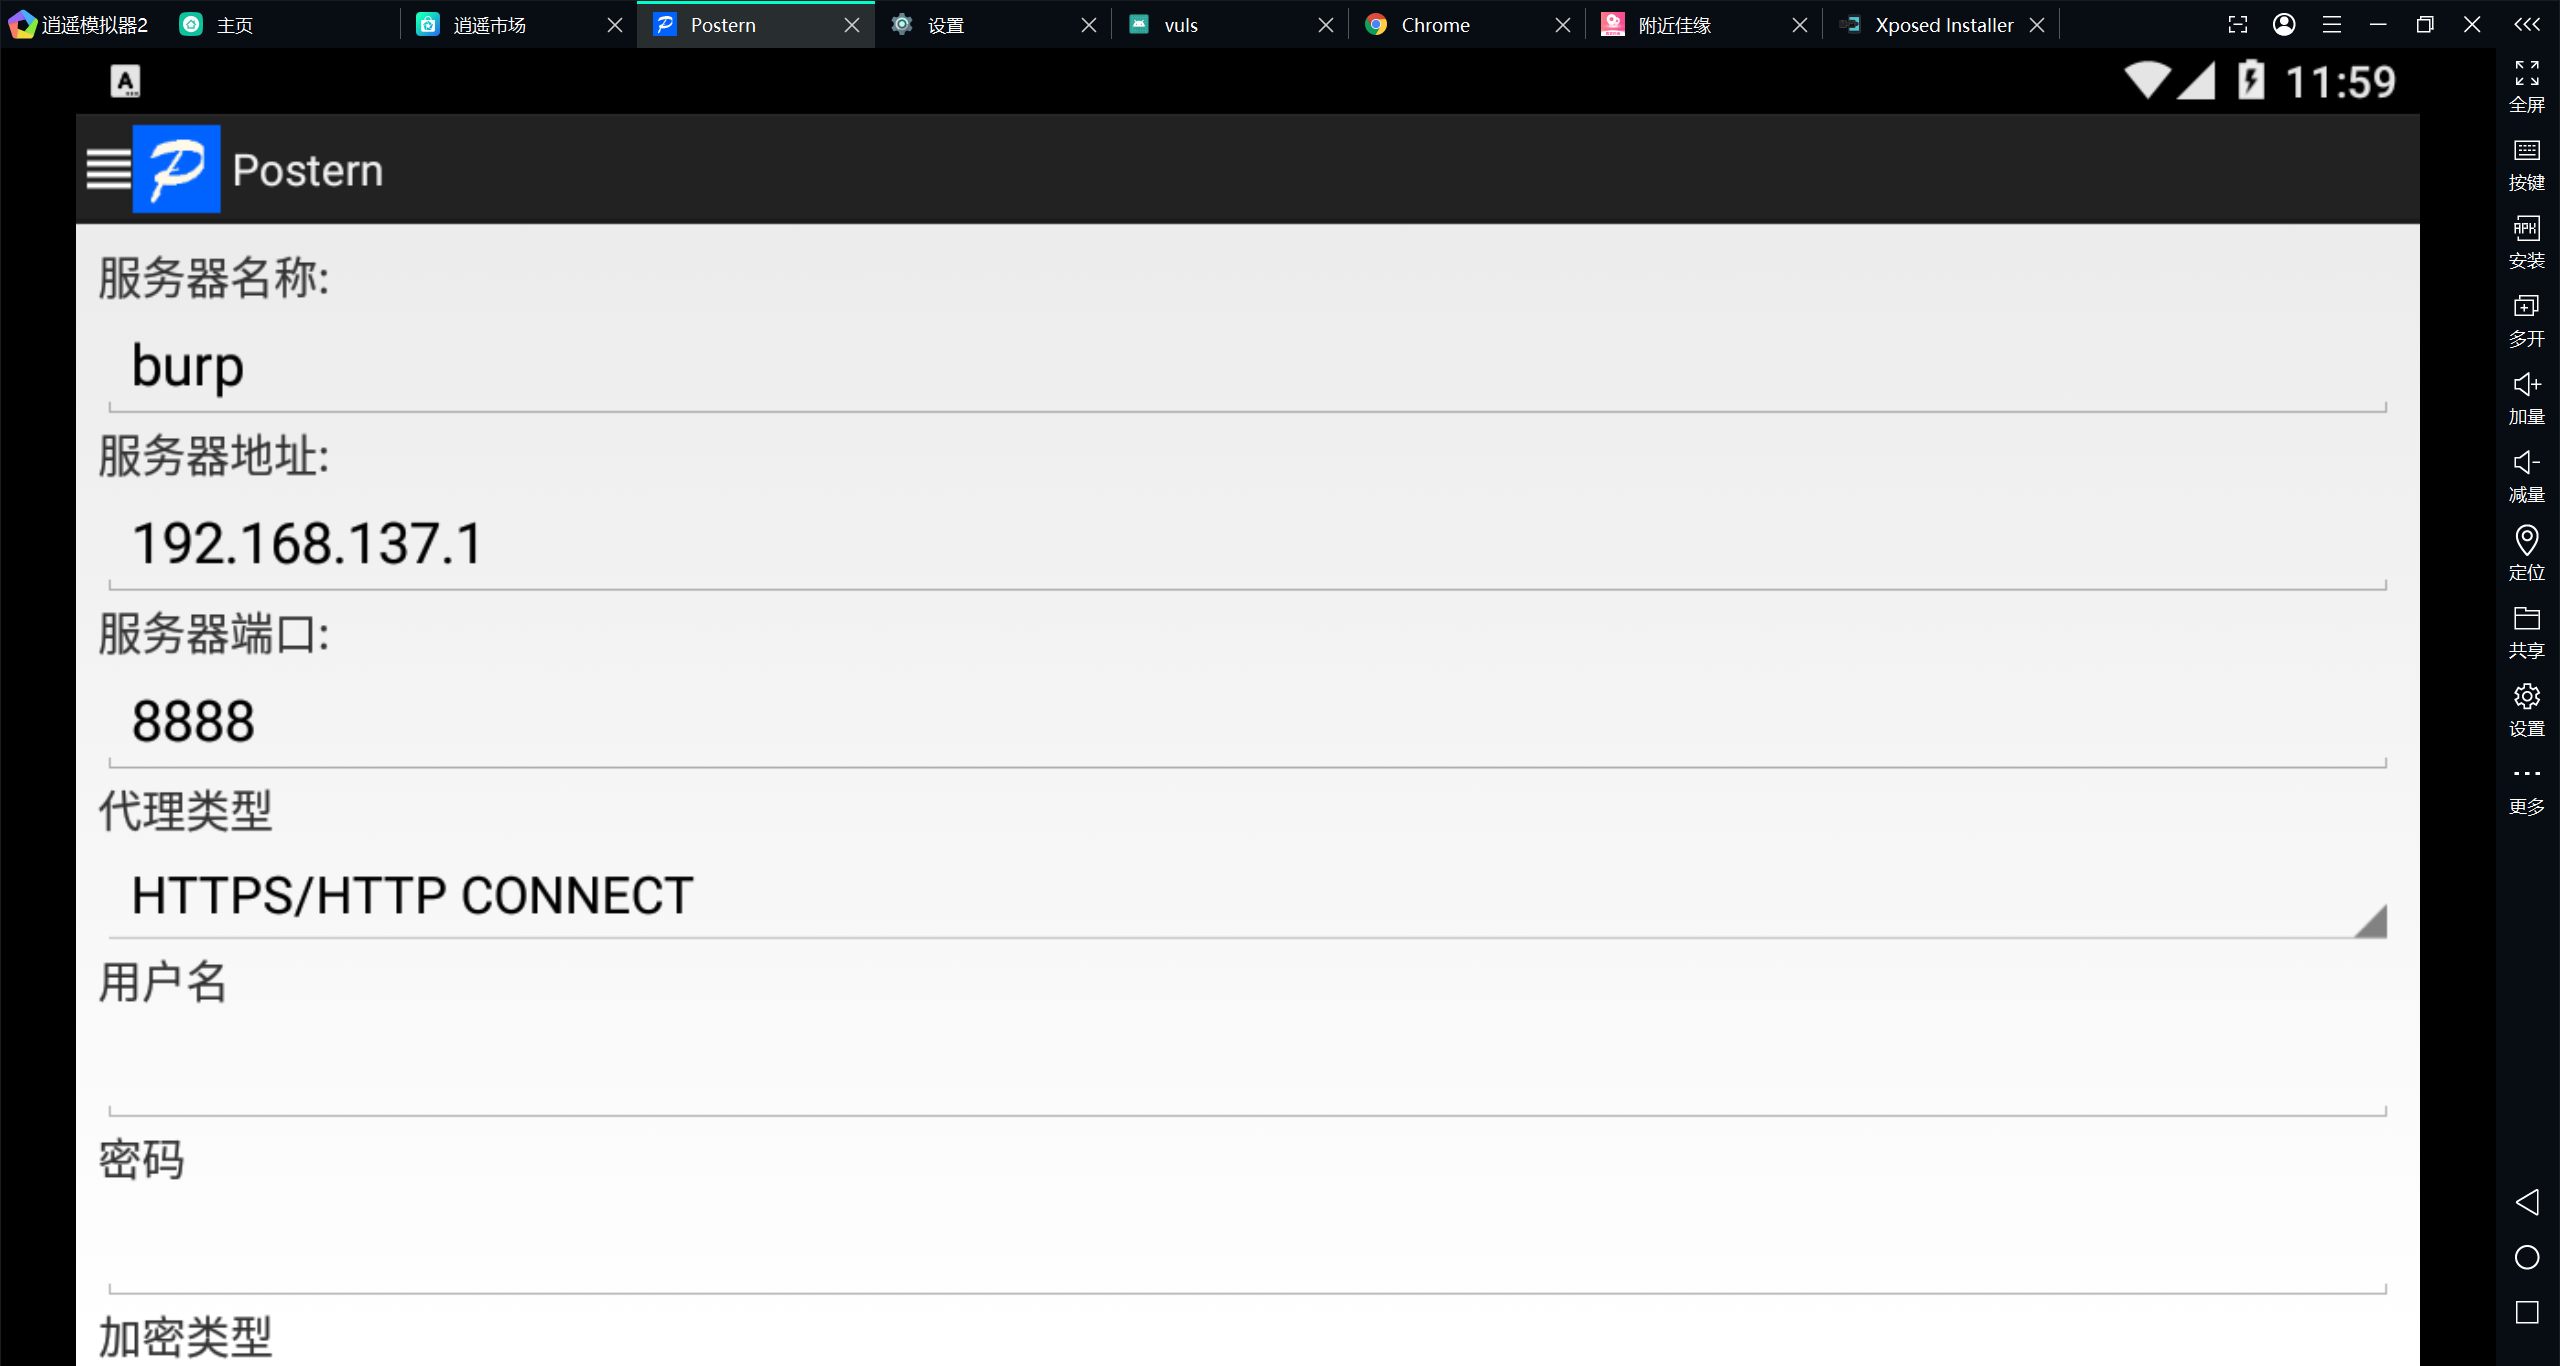 逍遥模拟器2
主页
逍遥市场
Postern
设置
vuls
Chrome
附近佳缘
Xposed Installer
A
11:59
Postern
服务器名称:
burp
服务器地址:
192.168.137.1
服务器端口:
8888
代理类型
HTTPS/HTTP CONNECT
用户名
密码
加密类型
全屏
按键
APK
安装
多开
加量
减量
定位
共享
设置
更多